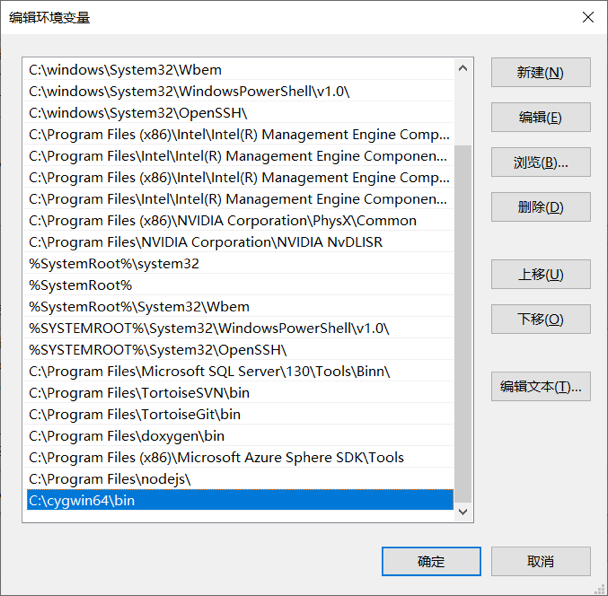 编辑环境变量
C:\windows\System32\Wbem
C:\windows\System32\WindowsPowerShell\v1.0\
C:\windows\System32\OpenSSH\
C:\Program Files (x86)\Intel\Intel(R) Management Engine Comp...
C:\Program Files\Intel\Intel(R) Management Engine Componen...
C:\Program Files (x86)\Intel\Intel(R) Management Engine Comp...
C:\Program Files\Intel\Intel(R) Management Engine Componen...
C:\Program Files (x86)\NVIDIA Corporation\PhysX\Common
C:\Program Files\NVIDIA Corporation\NVIDIA NvDLISR
%SystemRoot%\system32
%SystemRoot%
%SystemRoot%\System32\Wbem
%SYSTEMROOT%\System32\WindowsPowerShell\v1.0\
%SYSTEMROOT%\System32\OpenSSH\
C:\Program Files\Microsoft SQL Server\130\Tools\Binn\
C:\Program Files\TortoiseSVN\bin
C:\Program Files\TortoiseGit\bin
C:\Program Files\doxygen\bin
C:\Program Files (x86)\Microsoft Azure Sphere SDK\Tools
C:\Program Files\nodejs\
C:\cygwin64\bin
新建(N)
编辑(E)
浏览(B)...
删除(D)
上移(U)
下移(O)
编辑文本(T)...
确定
取消